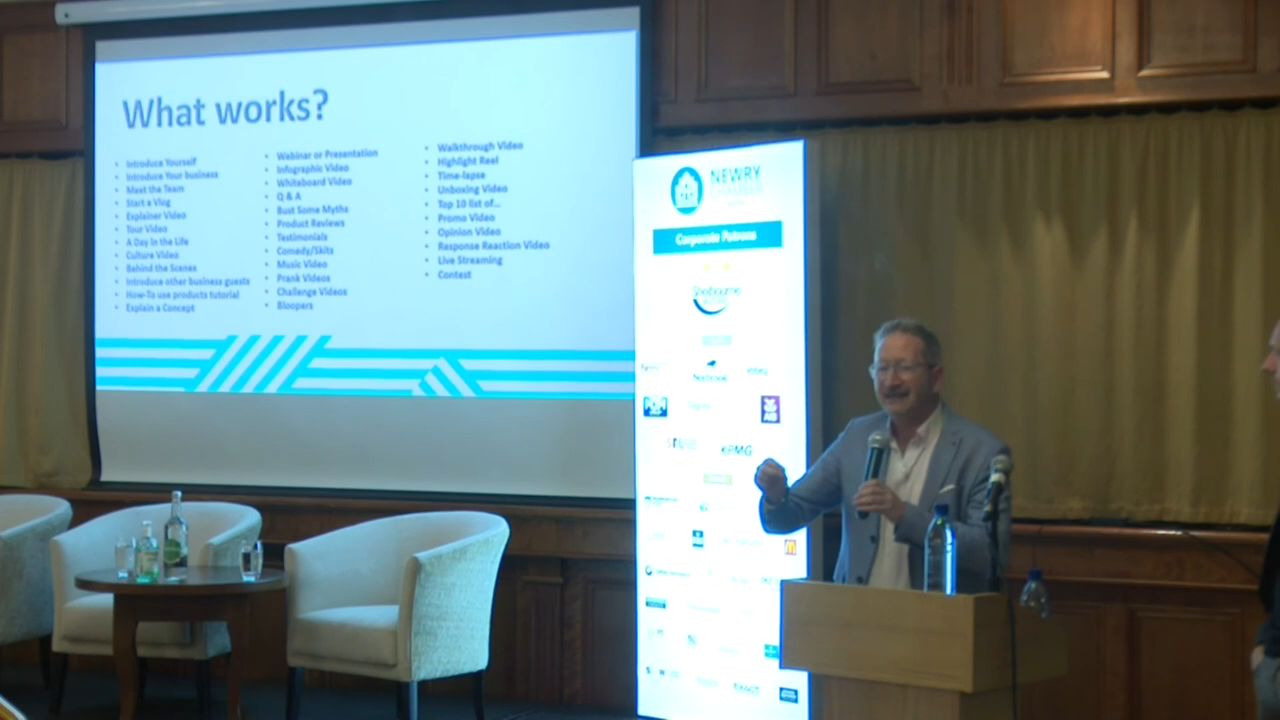 What works?
Introduce Yourself
Introduce Your business
Meet the Team
Start a Vlog
Explainer Video
Tour Video
A Day in the Life
Culture Video
Behind the Scenes
Introduce other business guests
How-To use products tutorial
Explain a Concept
Webinar or Presentation
Infographic Video
Whiteboard Video
Q & A
Bust Some Myths
Product Reviews
Testimonials
Comedy/Skits
Music Video
Prank Videos
Challenge Videos
Bloopers
Walkthrough Video
Highlight Reel
Time-lapse
Unboxing Video
Top 10 list of...
Promo Video
Opinion Video
Response Reaction Video
Live Streaming
Contest
NEWRY
CHAMBER
Corporate Patrons
Shelbourne
Norbrook
AIB
KPMG